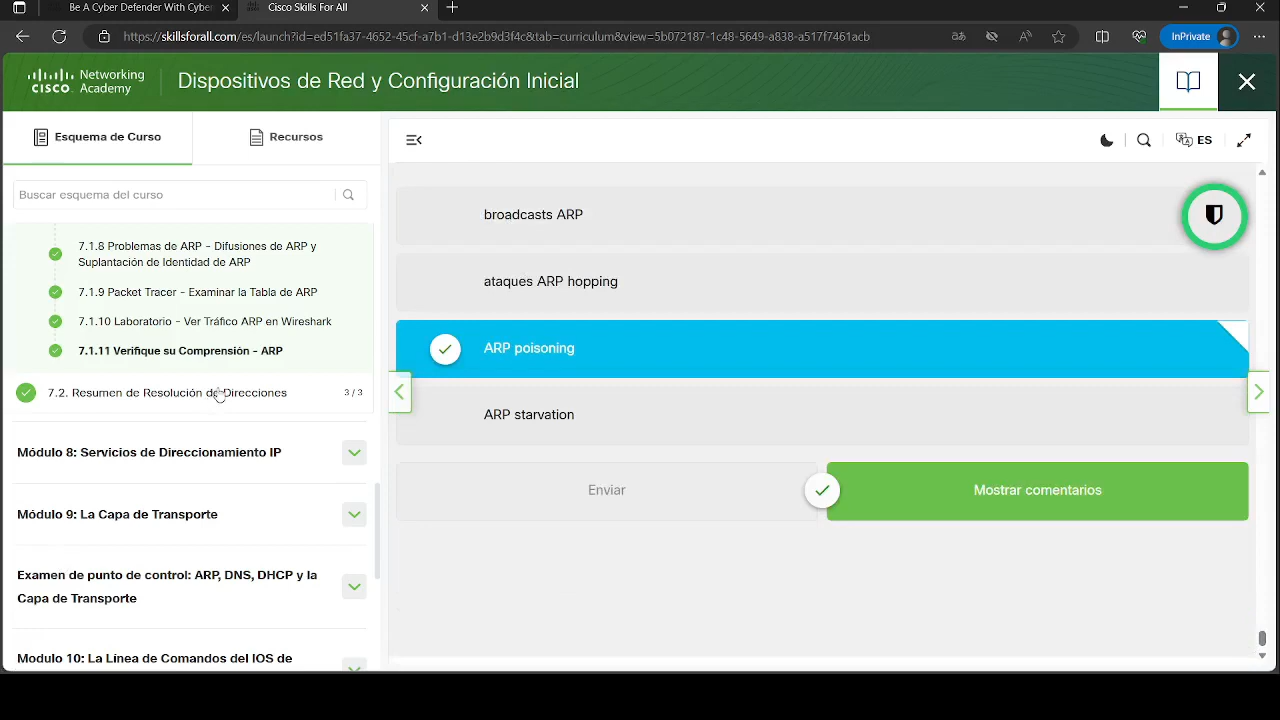 Be A Cyber Defender With Cyber
Cisco Skills For All
https://skillsforall.com/es/launch?id=ed51fa37-4652-45cf-a7b1-d13e2b9d3f4c8&tab=curriculum&view=5b072187-1c48-5649-a838-a517f7461acb
InPrivate
CISCO Networking Academy
Dispositivos de Red y Configuración Inicial
Esquema de Curso
Recursos
ES
Buscar esquema del curso
7.1.8 Problemas de ARP - Difusiones de ARP y
Suplantación de Identidad de ARP
7.1.9 Packet Tracer - Examinar la Tabla de ARP
7.1.10 Laboratorio - Ver Tráfico ARP en Wireshark
7.1.11 Verifique su Comprensión - ARP
7.2. Resumen de Resolución de Direcciones 3 / 3
Módulo 8: Servicios de Direccionamiento IP
Módulo 9: La Capa de Transporte
Examen de punto de control: ARP, DNS, DHCP y la
Capa de Transporte
Modulo 10: La Línea de Comandos del IOS de
broadcasts ARP
ataques ARP hopping
ARP poisoning
ARP starvation
Enviar
Mostrar comentarios